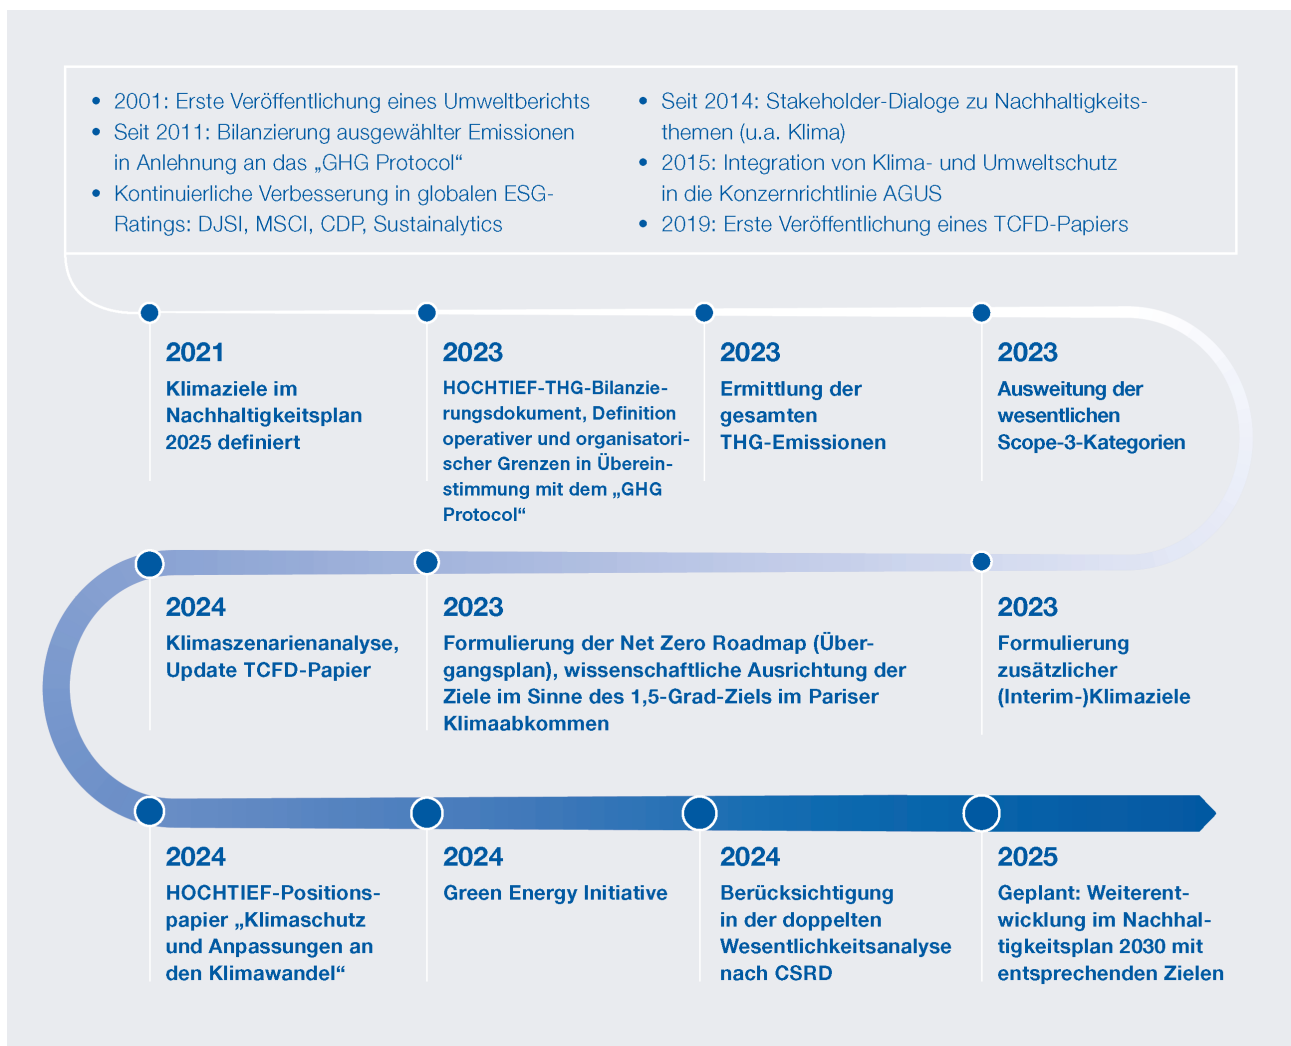 • 2001: Erste Veröffentlichung eines Umweltberichts
• Seit 2011: Bilanzierung ausgewählter Emissionen
in Anlehnung an das „GHG Protocol“
• Kontinuierliche Verbesserung in globalen ESG-
Ratings: DJSI, MSCI, CDP, Sustainalytics
• Seit 2014: Stakeholder-Dialoge zu Nachhaltigkeits-
themen (u.a. Klima)
• 2015: Integration von Klima- und Umweltschutz
in die Konzernrichtlinie AGUS
• 2019: Erste Veröffentlichung eines TCFD-Papiers
2021
Klimaziele im
Nachhaltigkeitsplan
2025 definiert
2023
HOCHTIEF-THG-Bilanzie-
rungsdokument, Definition
operativer und organisatori-
scher Grenzen in Überein-
stimmung mit dem „GHG
Protocol“
2023
Ermittlung der
gesamten
THG-Emissionen
2023
Ausweitung der
wesentlichen
Scope-3-Kategorien
2023
Formulierung
zusätzlicher
(Interim-)Klimaziele
2023
Formulierung der Net Zero Roadmap (Über-
gangsplan), wissenschaftliche Ausrichtung der
Ziele im Sinne des 1,5-Grad-Ziels im Pariser
Klimaabkommen
2024
Klimaszenarienanalyse,
Update TCFD-Papier
2024
HOCHTIEF-Positions-
papier „Klimaschutz
und Anpassungen an
den Klimawandel“
2024
Green Energy Initiative
2024
Berücksichtigung
in der doppelten
Wesentlichkeitsanalyse
nach CSRD
2025
Geplant: Weiterent-
wicklung im Nachhal-
tigkeitsplan 2030 mit
entsprechenden Zielen